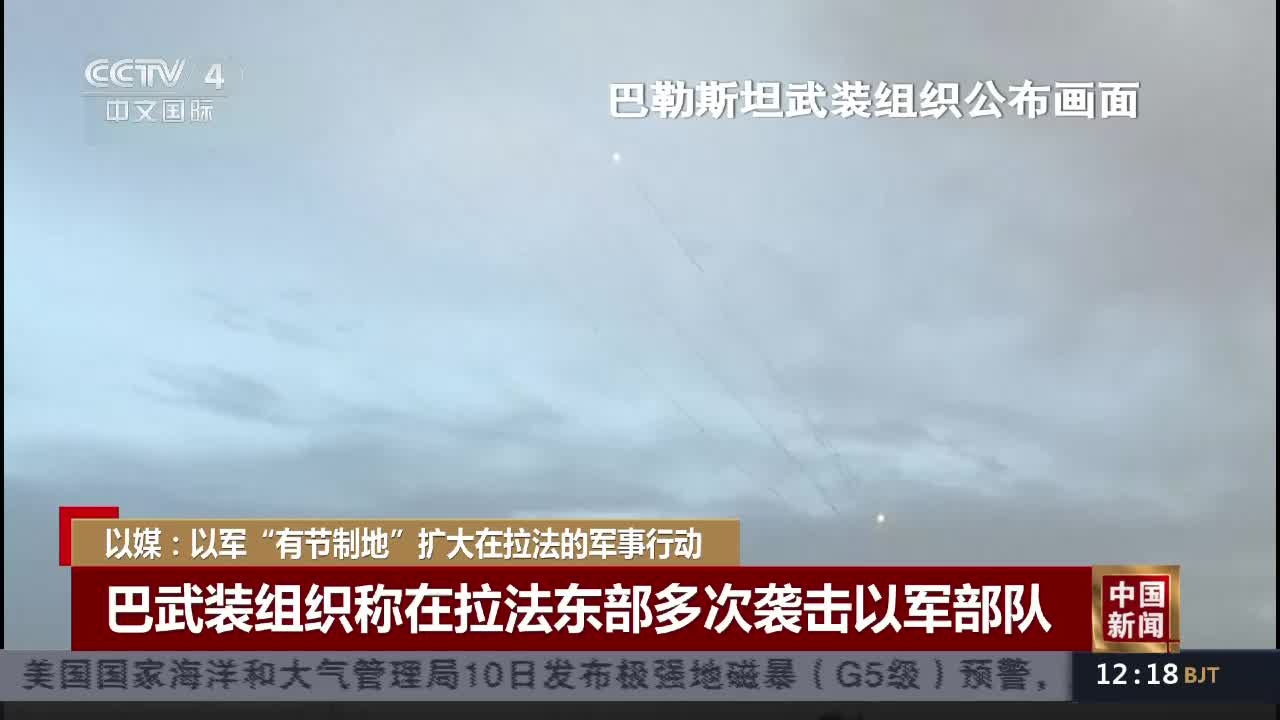 CCTV 4
中文国际
巴勒斯坦武装组织公布画面
以媒：以军“有节制地”扩大在拉法的军事行动
巴武装组织称在拉法东部多次袭击以军部队
中国
新闻
美国国家海洋和大气管理局10日发布极强地磁暴（G5级）预警，
12:18 BJT